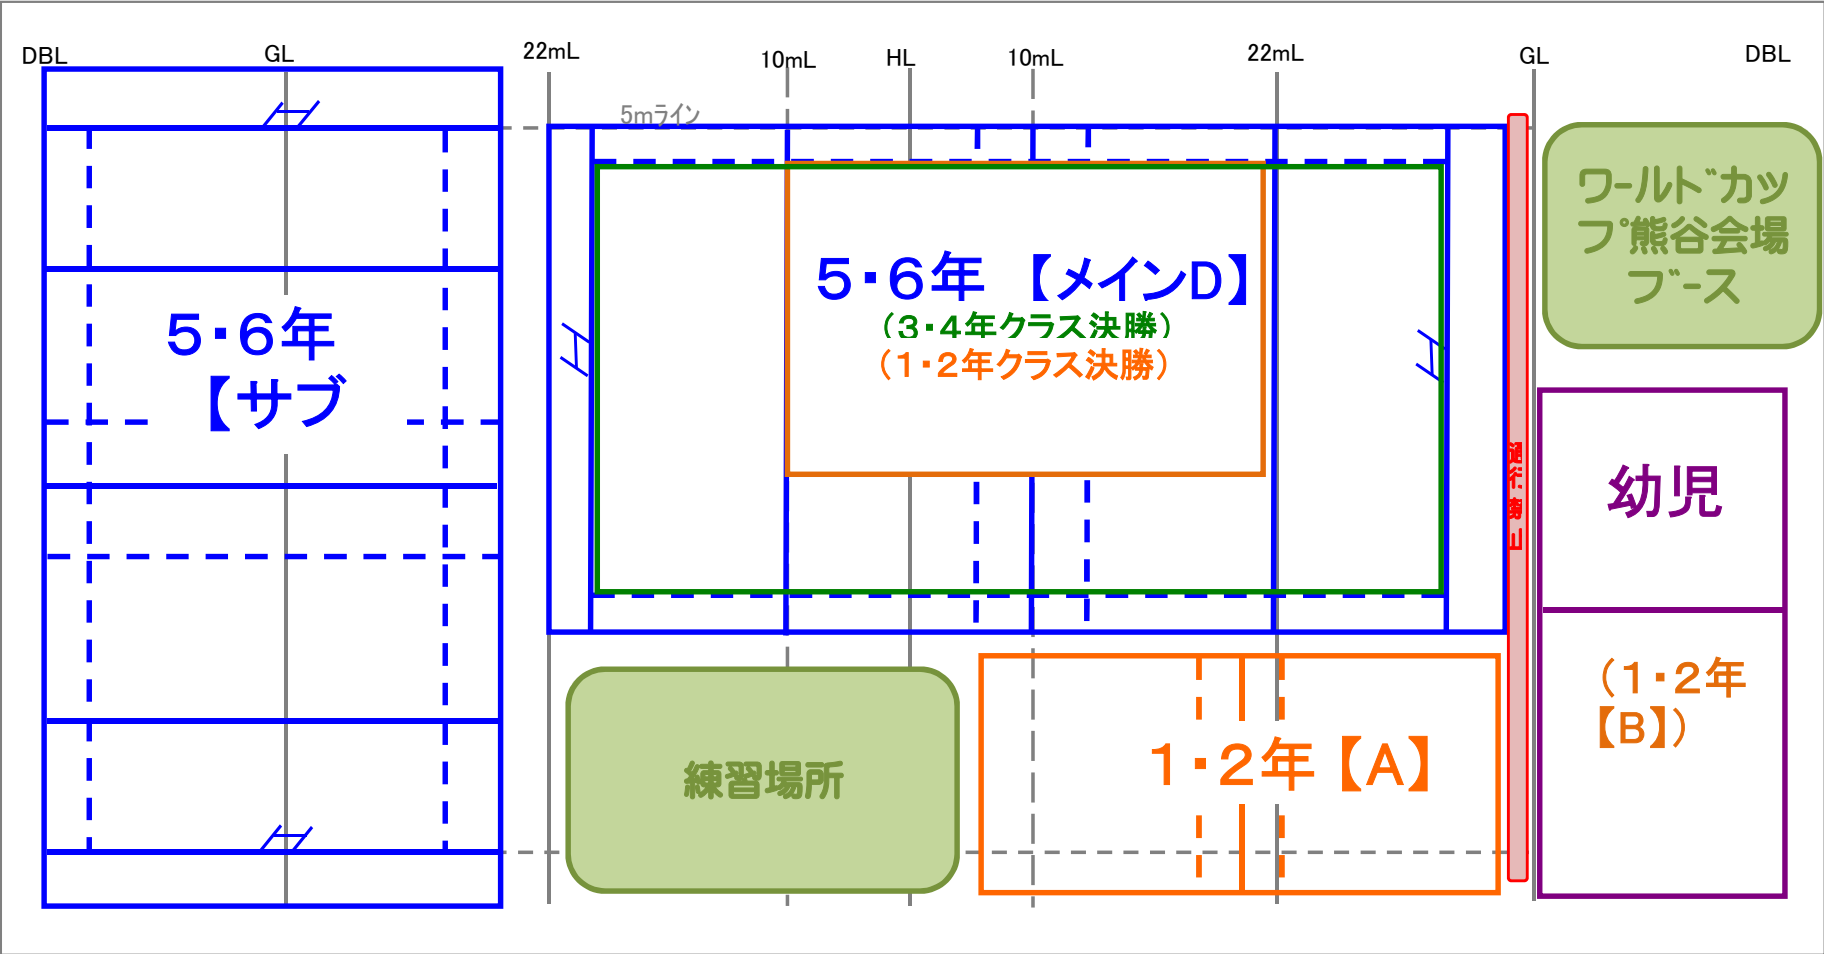 DBL
GL
22mL
10mL
HL
10mL
22mL
GL
DBL
5mライン
ワールドカッ
プ熊谷会場
ブース
5・6年 【メインD】
（3・4年クラス決勝）
（1・2年クラス決勝）
5・6年
【サブ
幼児
（1・2年
【B】）
1・2年【A】
練習場所